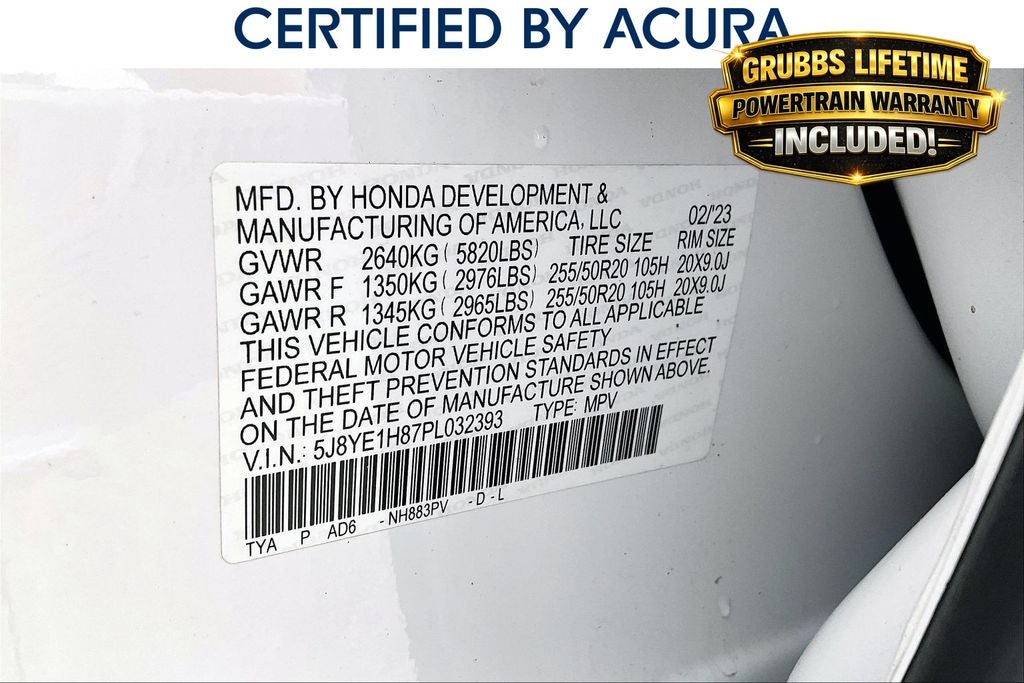 CERTIFIED BY ACURA
GRUBBS LIFETIME
POWERTRAIN WARRANTY
INCLUDED!
MFD. BY HONDA DEVELOPMENT &
MANUFACTURING OF AMERICA, LLC 02/'23
GVWR 2640KG ( 5820LBS) TIRE SIZE RIM SIZE
GAWR F 1350KG ( 2976LBS) 255/50R20 105H 20X9.0J
GAWR R 1345KG ( 2965LBS) 255/50R20 105H 20X9.0J
THIS VEHICLE CONFORMS TO ALL APPLICABLE
FEDERAL MOTOR VEHICLE SAFETY
AND THEFT PREVENTION STANDARDS IN EFFECT
ON THE DATE OF MANUFACTURE SHOWN ABOVE.
V.I.N.: 5J8YE1H87PL032393 TYPE: MPV
TYA P AD6 - NH883PV - D - L